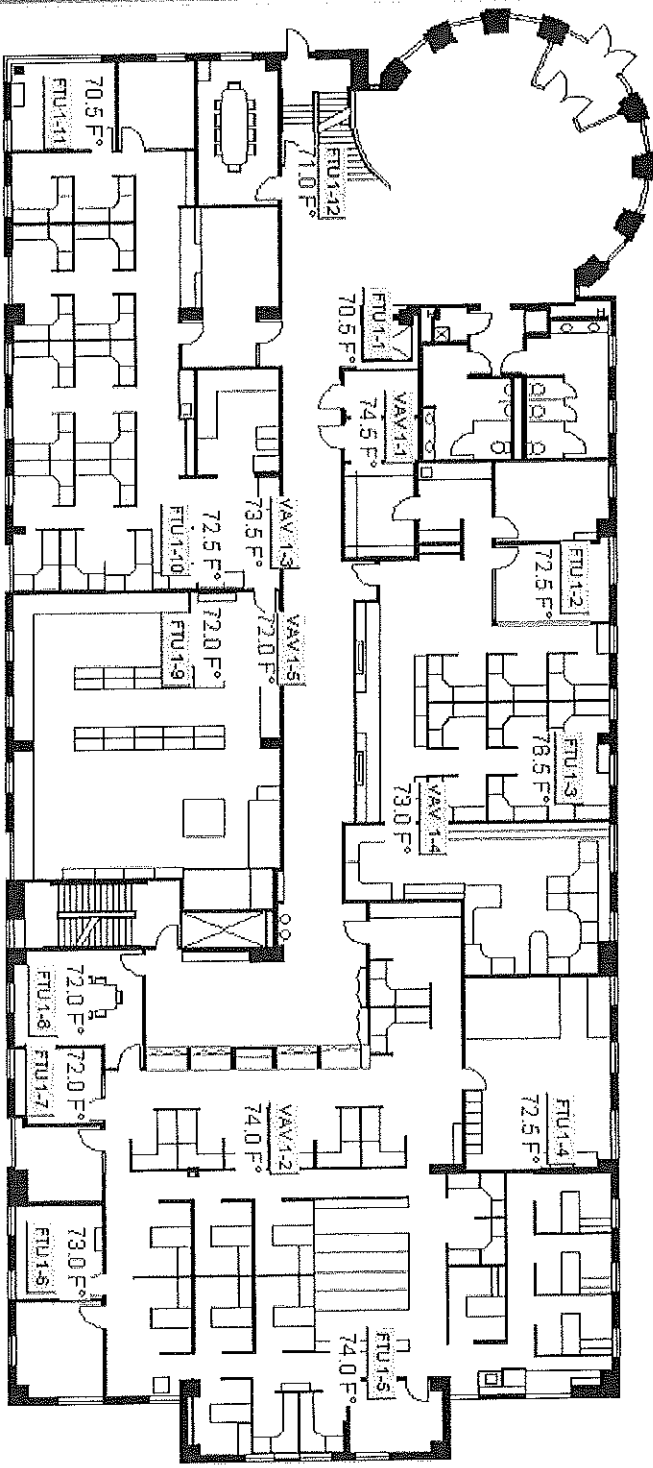 FTU 1-11
70.5 F°
FTU 1-12
71.0 F°
FTU 1-1
70.5 F°
VAV 1-1
74.5 F°
VAV 1-3
73.5 F°
FTU 1-10
72.5 F°
FTU 1-2
72.5 F°
VAV 1-5
72.0 F°
FTU 1-9
72.0 F°
FTU 1-3
78.5 F°
VAV 1-4
73.0 F°
FTU 1-8
72.0 F°
FTU 1-7
72.0 F°
VAV 1-2
74.0 F°
FTU 1-4
72.5 F°
FTU 1-6
73.0 F°
FTU 1-5
74.0 F°